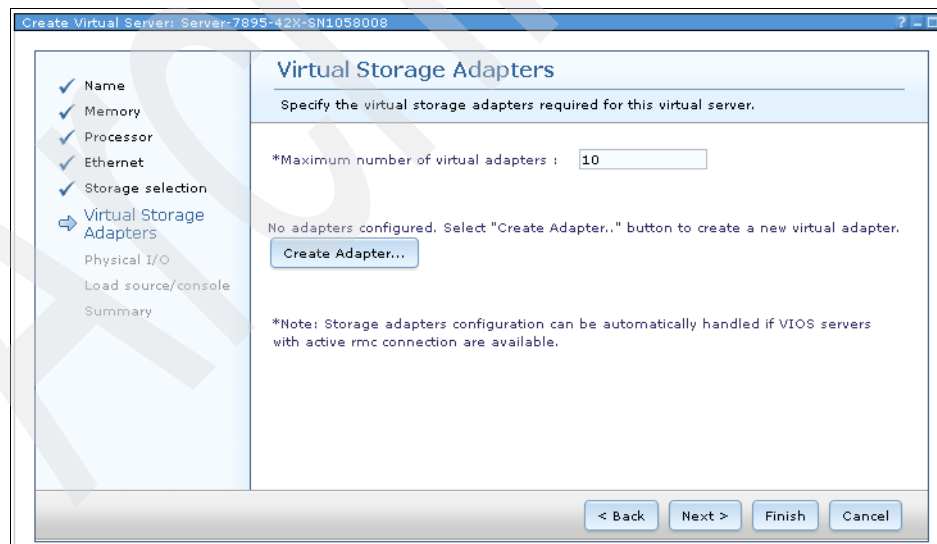 Create Virtual Server: Server-7895-42X-SN1058008
Name
Memory
Processor
Ethernet
Storage selection
Virtual Storage
Adapters
Physical I/O
Load source/console
Summary
Virtual Storage Adapters
Specify the virtual storage adapters required for this virtual server.
*Maximum number of virtual adapters : 10
No adapters configured. Select "Create Adapter.." button to create a new virtual adapter.
Create Adapter...
*Note: Storage adapters configuration can be automatically handled if VIOS servers
with active rmc connection are available.
< Back Next > Finish Cancel